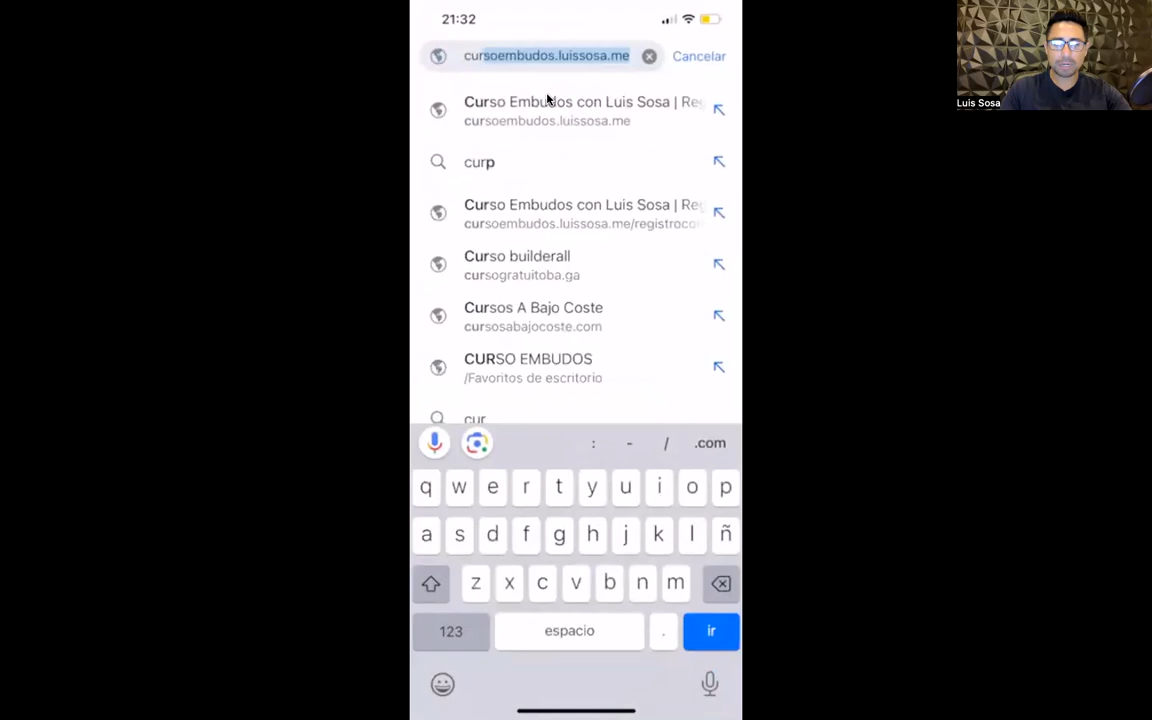 21:32
cursoembudos.luissosa.me
Cancelar
Curso Embudos con Luis Sosa | Reg
cursoembudos.luissosa.me
curp
Curso Embudos con Luis Sosa | Reg
cursoembudos.luissosa.me/registroco
Curso builderall
cursogratuitoba.ga
Cursos A Bajo Coste
cursosabajocoste.com
CURSO EMBUDOS
/Favoritos de escritorio
cur
: - / .com
q w e r t y u i o p
a s d f g h j k l ñ
z x c v b n m
123 espacio . ir
Luis Sosa